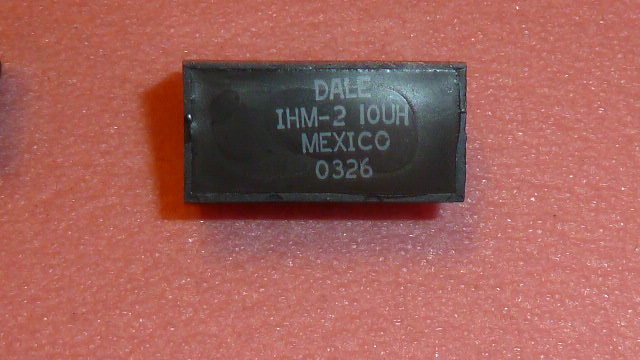 DALE
IHM-2 10UH
MEXICO
0326